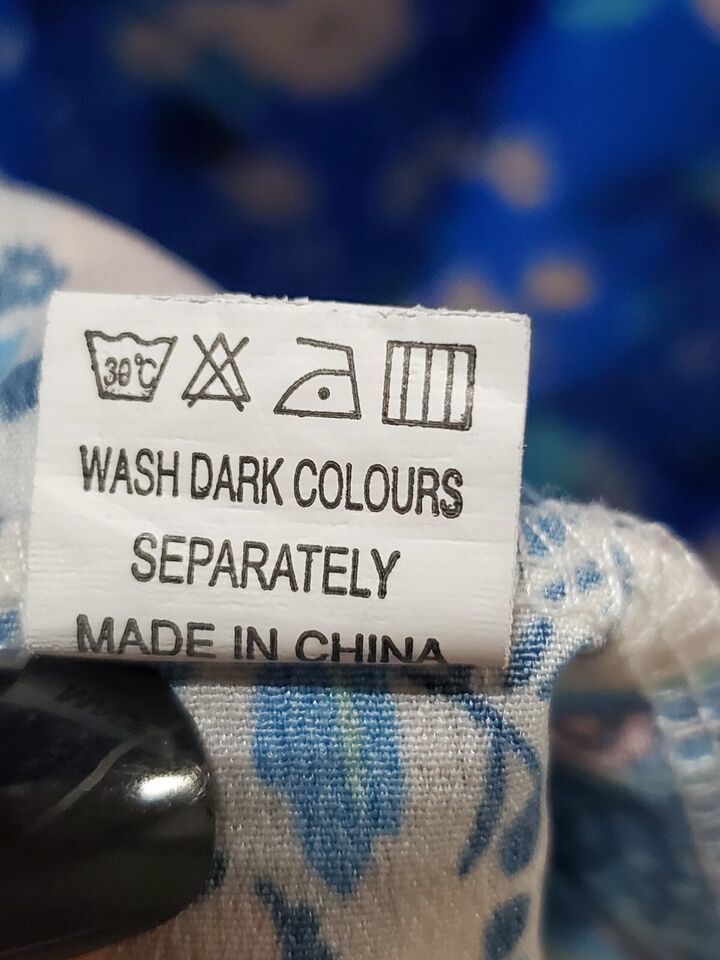 30°C
WASH DARK COLOURS
SEPARATELY
MADE IN CHINA